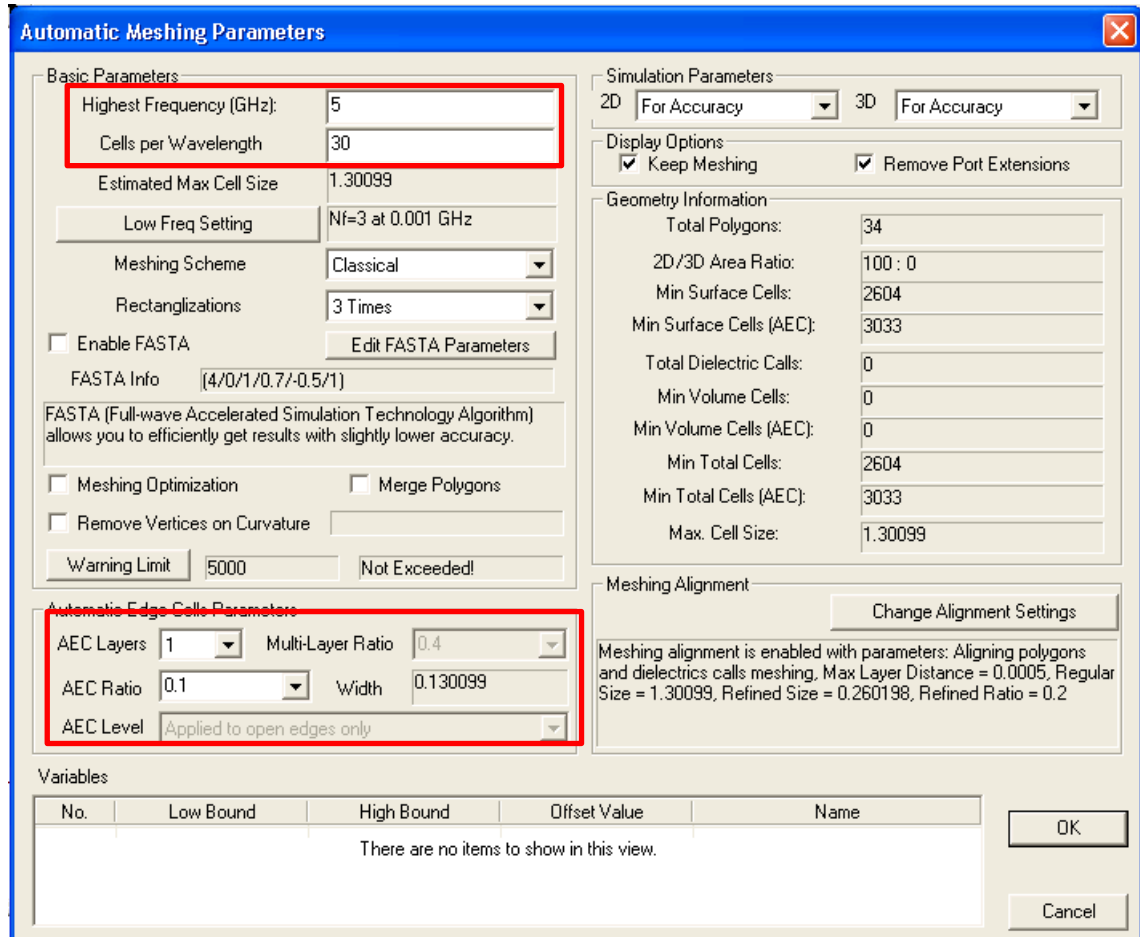 Automatic Meshing Parameters
Basic Parameters
Highest Frequency (GHz): 5
Cells per Wavelength 30
Estimated Max Cell Size 1.30099
Low Freq Setting Nf=3 at 0.001 GHz
Meshing Scheme Classical
Rectanglizations 3 Times
Enable FASTA Edit FASTA Parameters
FASTA Info (4/0/1/0.7/-0.5/1)
FASTA (Full-wave Accelerated Simulation Technology Algorithm)
allows you to efficiently get results with slightly lower accuracy.
Meshing Optimization Merge Polygons
Remove Vertices on Curvature
Warning Limit 5000 Not Exceeded!
Automatic Edge Cells Parameters
AEC Layers 1 Multi-Layer Ratio 0.4
AEC Ratio 0.1 Width 0.130099
AEC Level Applied to open edges only
Simulation Parameters
2D For Accuracy 3D For Accuracy
Display Options
Keep Meshing Remove Port Extensions
Geometry Information
Total Polygons: 34
2D/3D Area Ratio: 100 : 0
Min Surface Cells: 2604
Min Surface Cells (AEC): 3033
Total Dielectric Calls: 0
Min Volume Cells: 0
Min Volume Cells (AEC): 0
Min Total Cells: 2604
Min Total Cells (AEC): 3033
Max. Cell Size: 1.30099
Meshing Alignment
Change Alignment Settings
Meshing alignment is enabled with parameters: Aligning polygons
and dielectrics calls meshing, Max Layer Distance = 0.0005, Regular
Size = 1.30099, Refined Size = 0.260198, Refined Ratio = 0.2
Variables
No. Low Bound High Bound Offset Value Name
There are no items to show in this view.
OK
Cancel